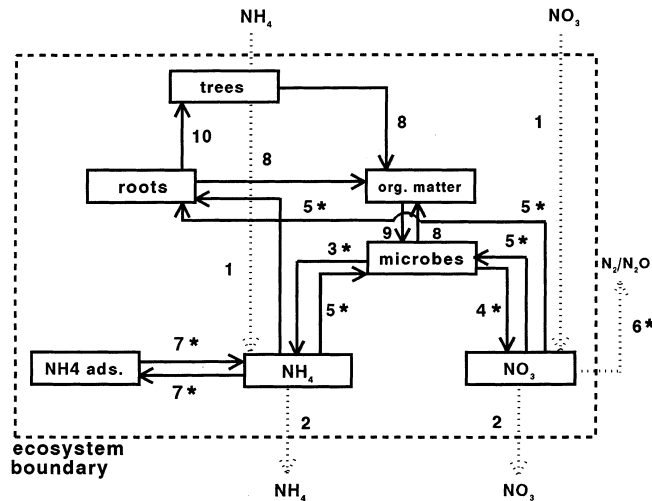 NH₄ NO₃
trees
10 8 1
8
roots org. matter
5* 5*
9 8 5*
3* microbes N₂/N₂O
1
5* 4* 6*
7*
NH4 ads. NH₄ NO₃
7*
2 2
ecosystem
boundary
NH₄ NO₃